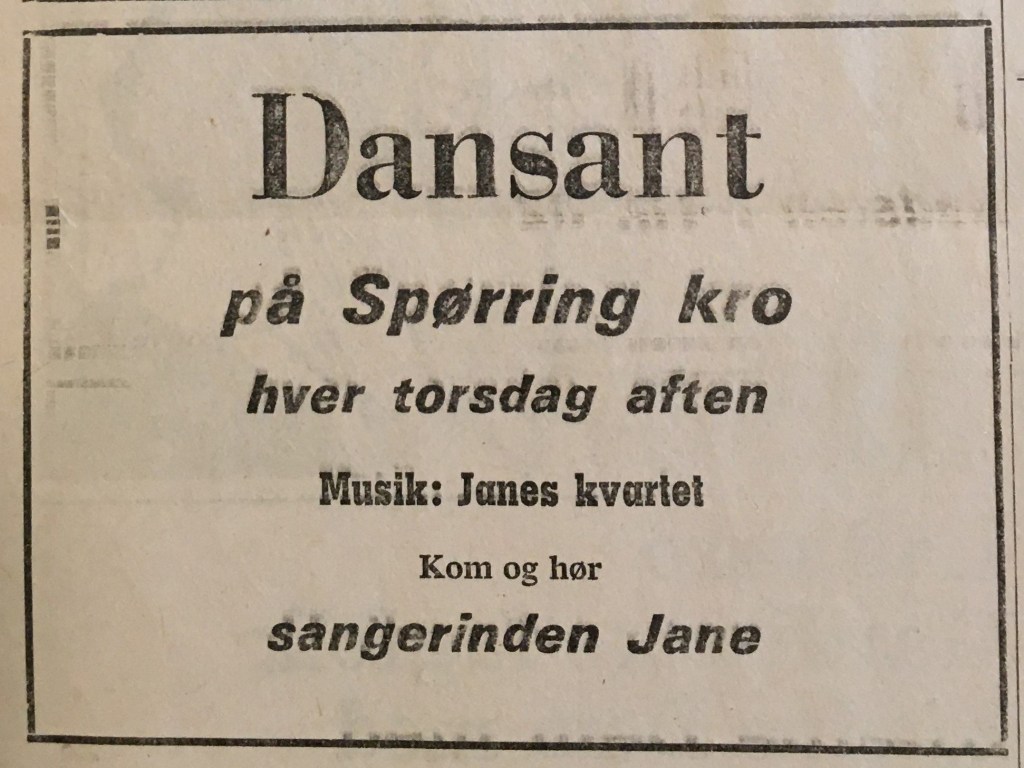 Dansant
på Spørring kro
hver torsdag aften
Musik: Janes kvartet
Kom og hør
sangerinden Jane